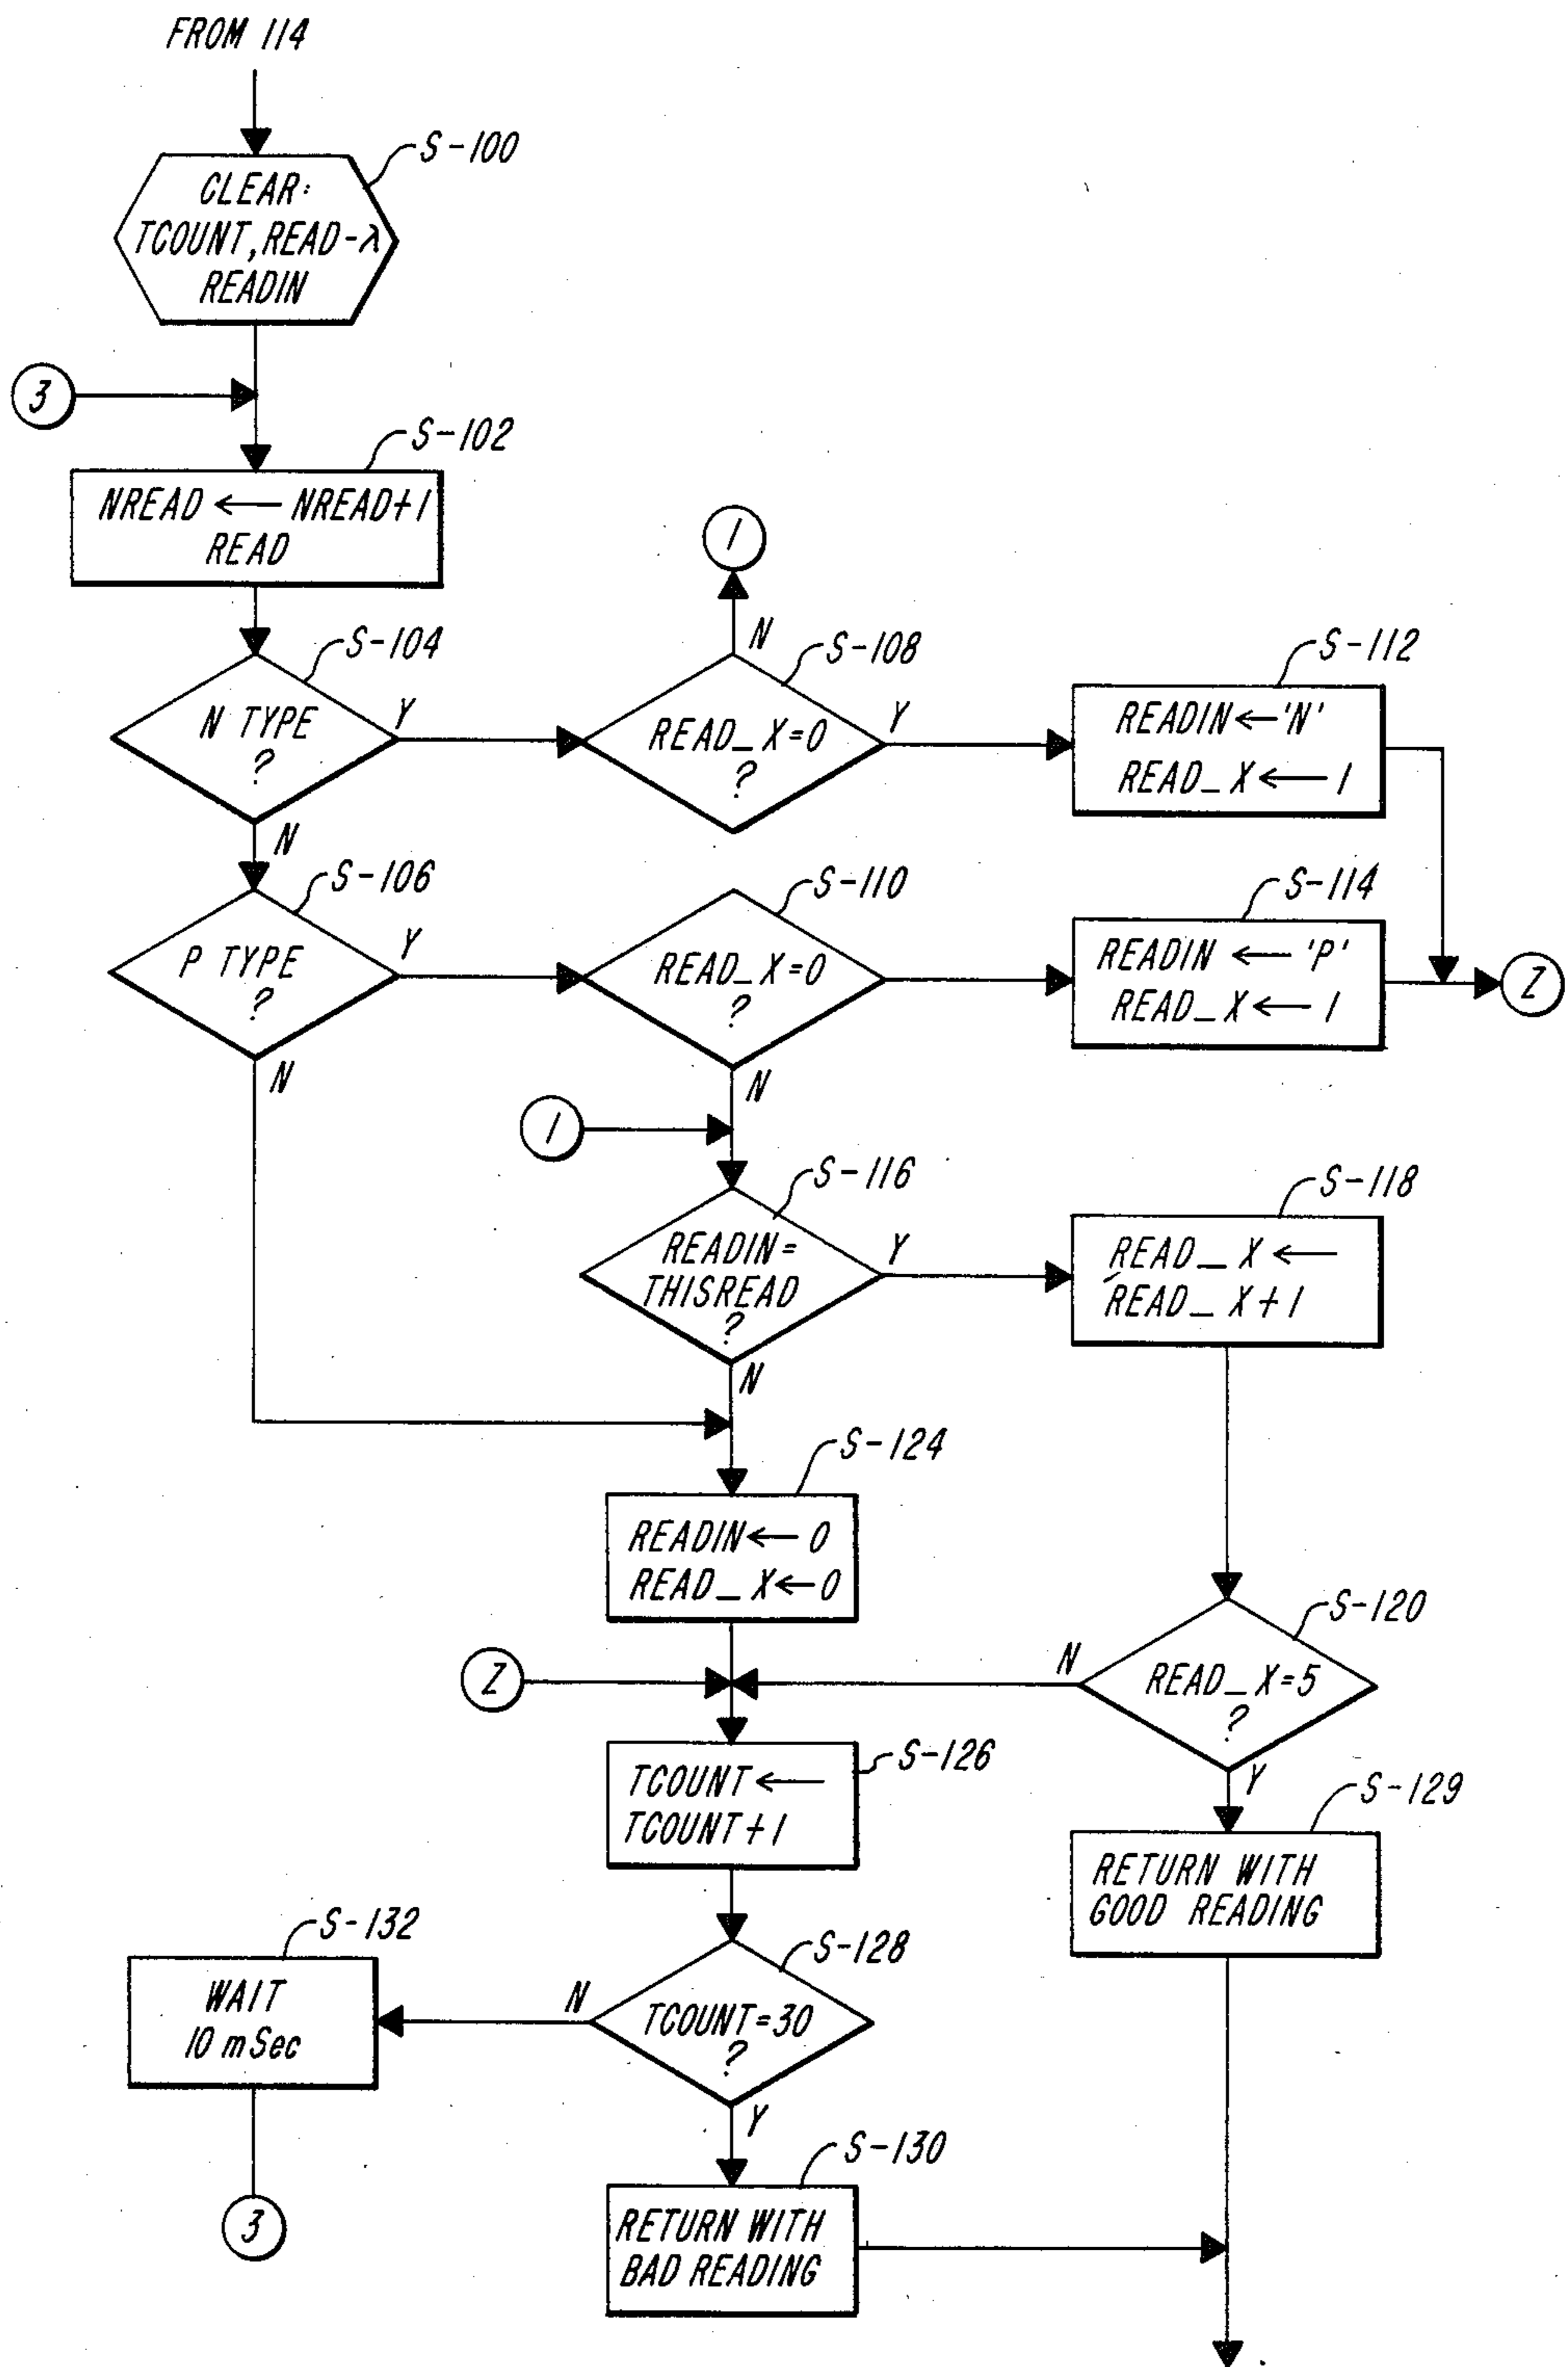 FROM 114
S-100
CLEAR:
TCOUNT, READ-λ
READIN
3
S-102
NREAD ← NREAD+1
READ
1
S-104
N TYPE
?
Y
N
N
S-108
READ_X=0
?
Y
S-112
READIN←'N'
READ_X←1
S-106
P TYPE
?
Y
N
S-110
READ_X=0
?
N
S-114
READIN ← 'P'
READ_X←1
2
1
S-116
READIN=
THISREAD
?
Y
N
S-118
READ_X ←
READ_X+1
S-124
READIN←0
READ_X←0
S-120
READ_X=5
?
N
Y
2
S-126
TCOUNT←
TCOUNT+1
S-129
RETURN WITH
GOOD READING
S-132
WAIT
10 mSec
N
S-128
TCOUNT=30
?
Y
3
S-130
RETURN WITH
BAD READING